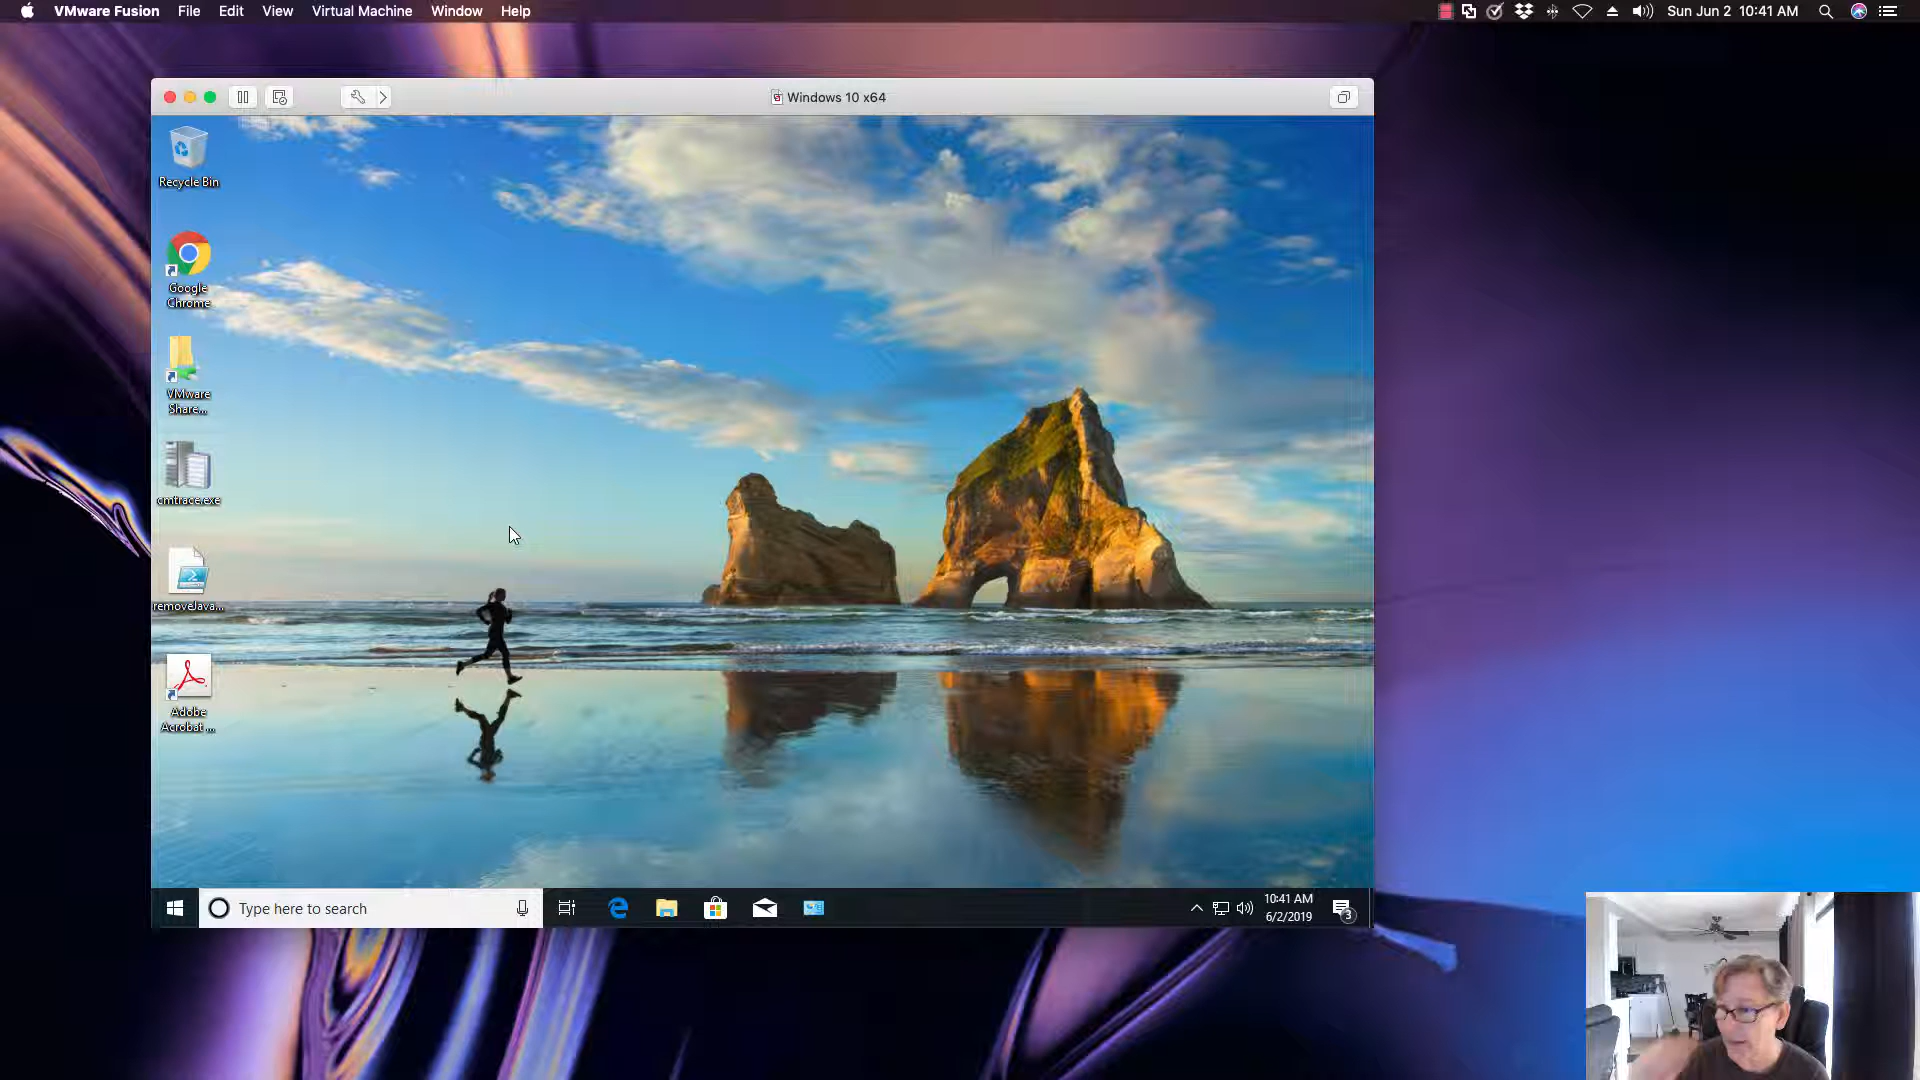 VMware Fusion File Edit View Virtual Machine Window Help Sun Jun 2 10:41 AM
Windows 10 x64
Recycle Bin
Google
Chrome
VMware
Share...
cmtrace.exe
removeJava...
Adobe
Acrobat ...
Type here to search
10:41 AM
6/2/2019
3